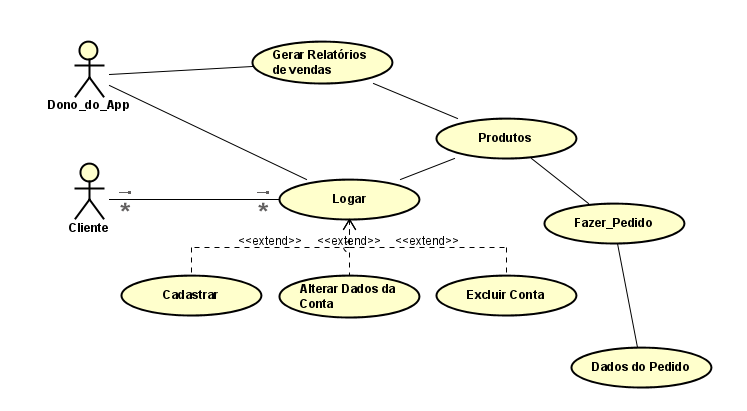 Gerar Relatórios
de vendas
Dono_do_App
Produtos
Logar
*
*
Cliente
Fazer_Pedido
<<extend>>
<<extend>>
<<extend>>
Cadastrar
Alterar Dados da
Conta
Excluir Conta
Dados do Pedido